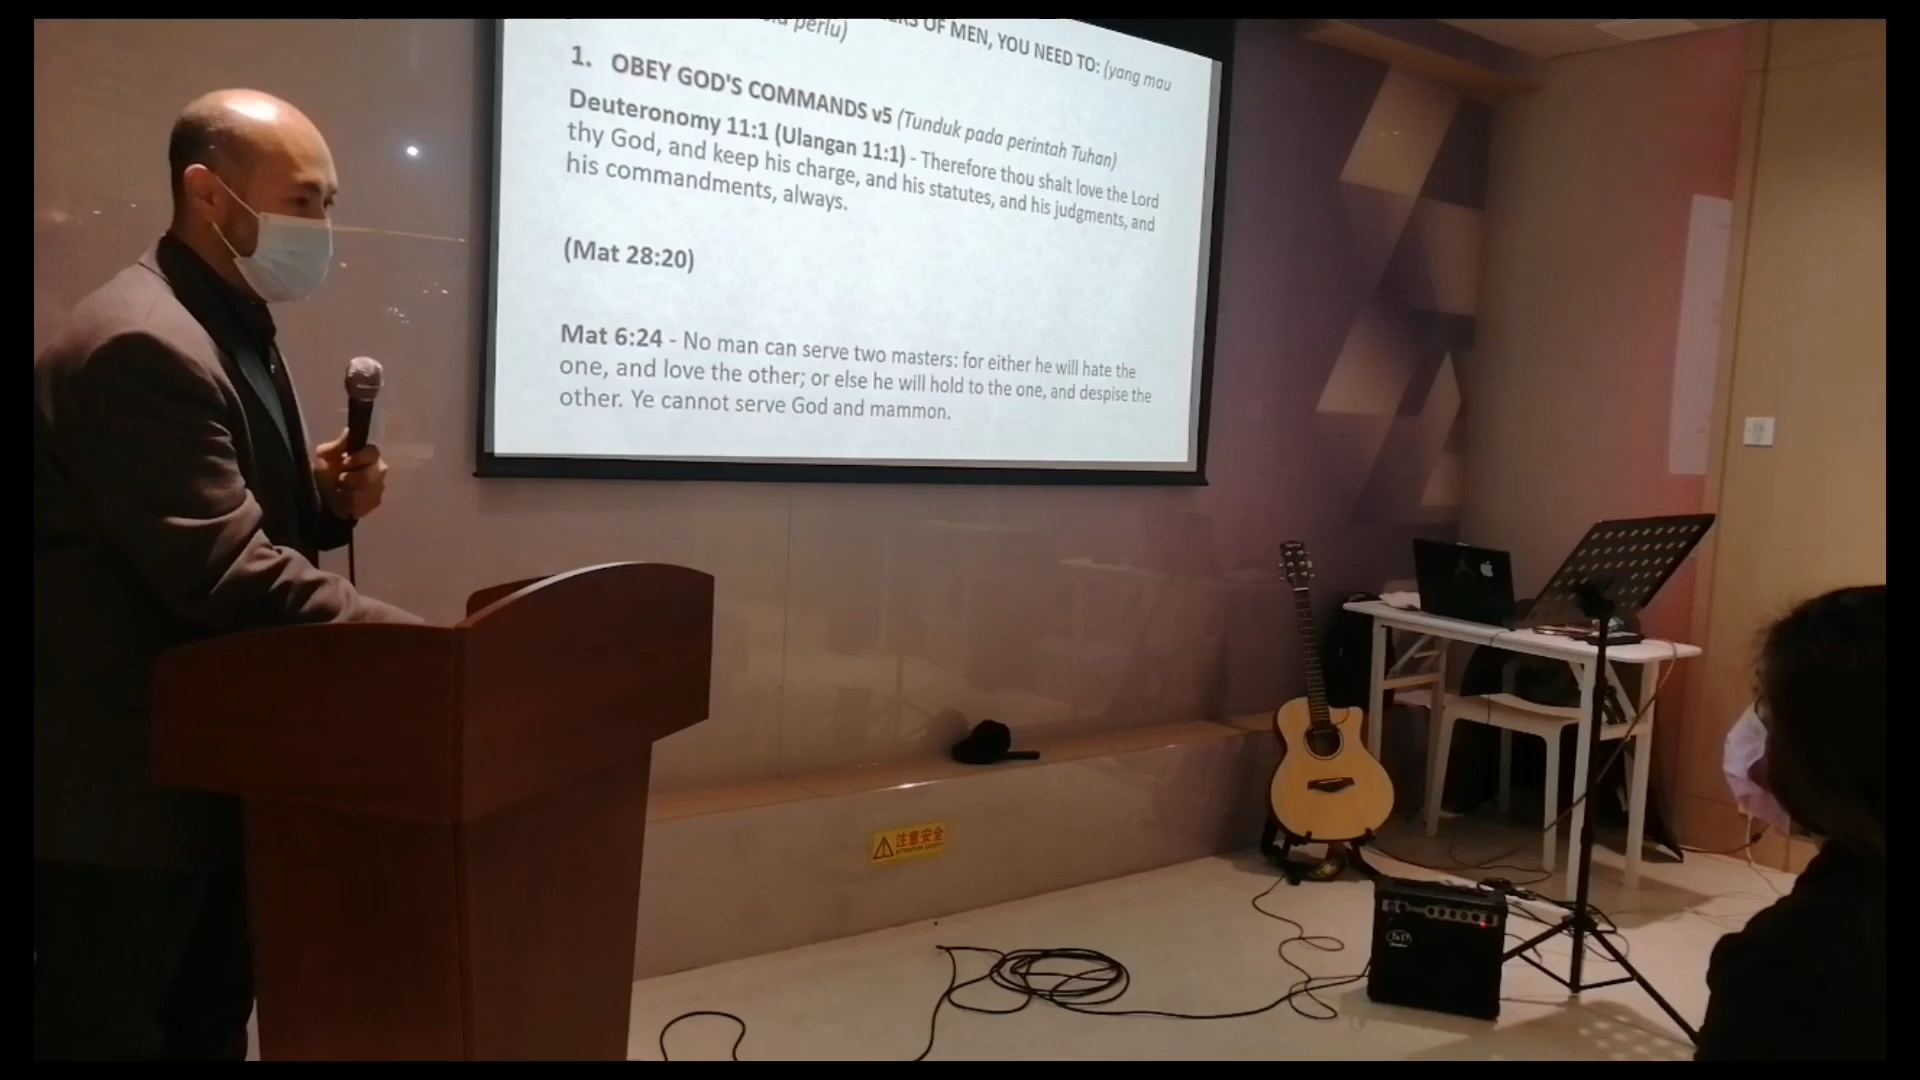 OF MEN, YOU NEED TO: (yang mau
perlu)
1. OBEY GOD'S COMMANDS v5 (Tunduk pada perintah Tuhan)
Deuteronomy 11:1 (Ulangan 11:1) - Therefore thou shalt love the Lord
thy God, and keep his charge, and his statutes, and his judgments, and
his commandments, always.
(Mat 28:20)
Mat 6:24 - No man can serve two masters: for either he will hate the
one, and love the other; or else he will hold to the one, and despise the
other. Ye cannot serve God and mammon.
注意安全
ATTENTION SAFETY